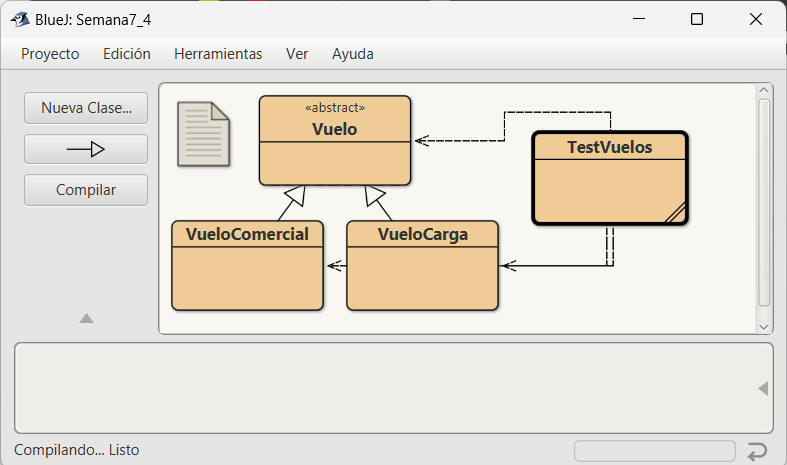 BlueJ: Semana7_4
Proyecto Edición Herramientas Ver Ayuda
Nueva Clase...
Compilar
«abstract»
Vuelo
TestVuelos
VueloComercial
VueloCarga
Compilando... Listo